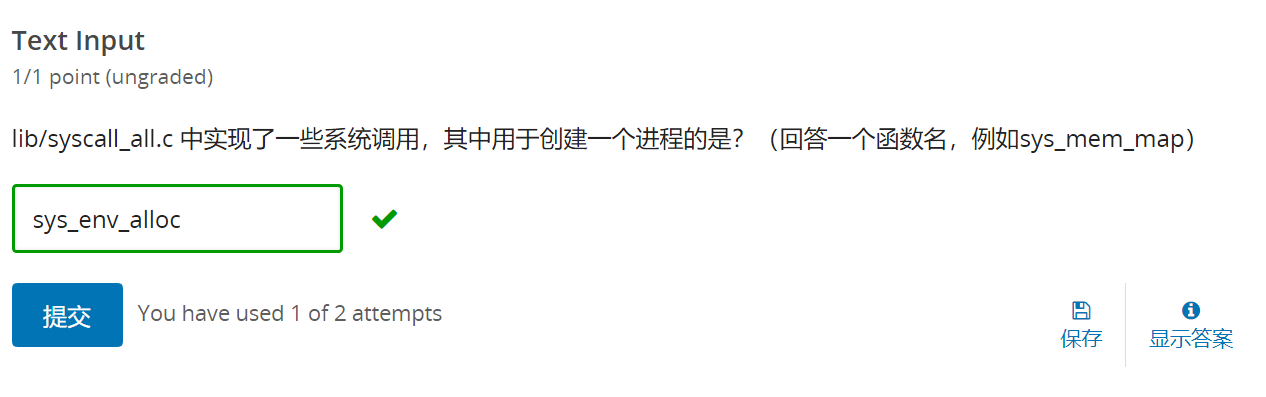 Text Input
1/1 point (ungraded)
lib/syscall_all.c 中实现了一些系统调用，其中用于创建一个进程的是？（回答一个函数名，例如sys_mem_map）
sys_env_alloc
提交
You have used 1 of 2 attempts
保存
显示答案